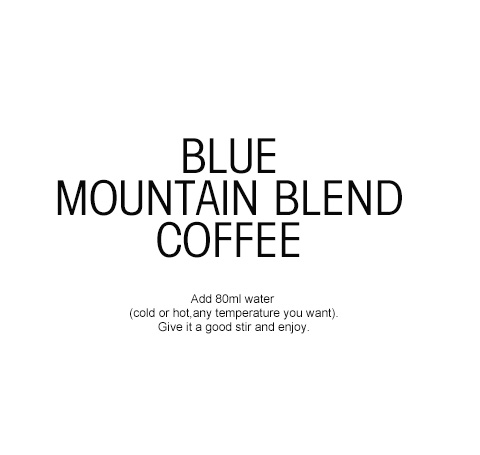 BLUE
MOUNTAIN BLEND
COFFEE
Add 80ml water
(cold or hot,any temperature you want).
Give it a good stir and enjoy.